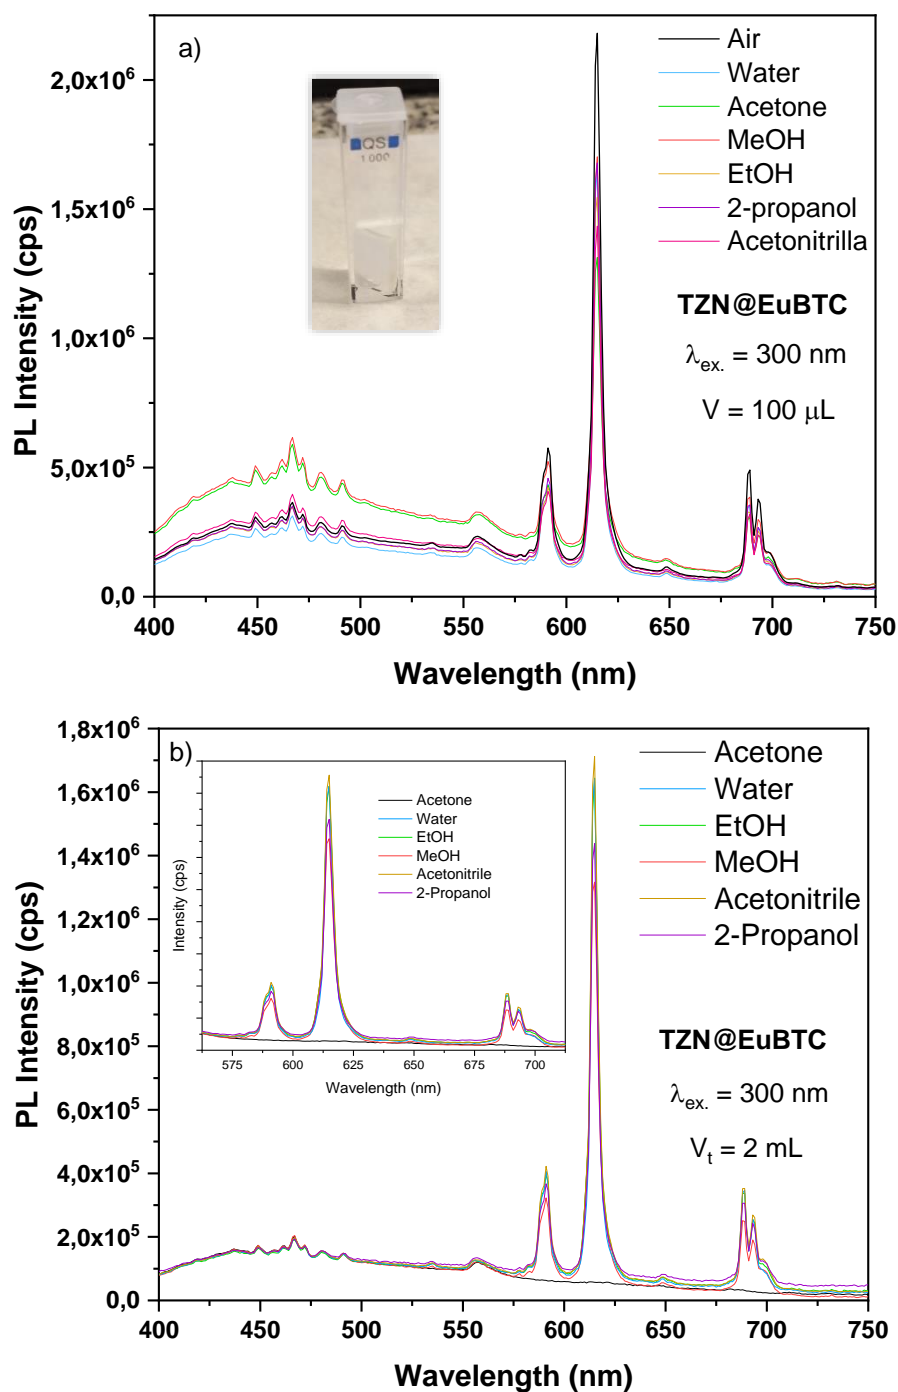 a)
Air
Water
Acetone
MeOH
EtOH
2-propanol
Acetonitrilla
QS
1.000
TZN@EuBTC
λex. = 300 nm
V = 100 μL
PL Intensity (cps)
2,0x10⁶
1,5x10⁶
1,0x10⁶
5,0x10⁵
0,0
400 450 500 550 600 650 700 750
Wavelength (nm)
b)
Acetone
Water
EtOH
MeOH
Acetonitrile
2-Propanol
Acetone
Water
EtOH
MeOH
Acetonitrile
2-Propanol
Intensity (cps)
575 600 625 650 675 700
Wavelength (nm)
TZN@EuBTC
λex. = 300 nm
Vt = 2 mL
PL Intensity (cps)
1,8x10⁶
1,6x10⁶
1,4x10⁶
1,2x10⁶
1,0x10⁶
8,0x10⁵
6,0x10⁵
4,0x10⁵
2,0x10⁵
0,0
400 450 500 550 600 650 700 750
Wavelength (nm)